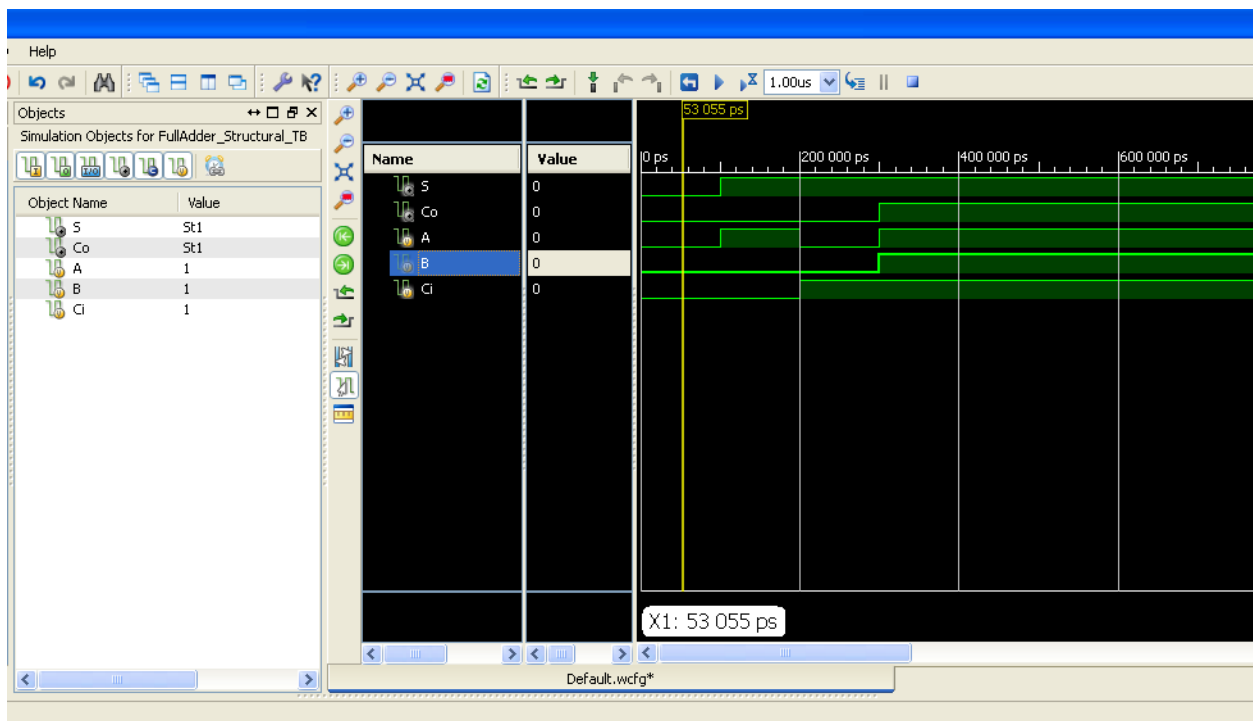 Help
1.00us
Objects
Simulation Objects for FullAdder_Structural_TB
Object Name Value
S St1
Co St1
A 1
B 1
Ci 1
53 055 ps
Name Value
0 ps 200 000 ps 400 000 ps 600 000 ps
S 0
Co 0
A 0
B 0
Ci 0
X1: 53 055 ps
Default.wcfg*